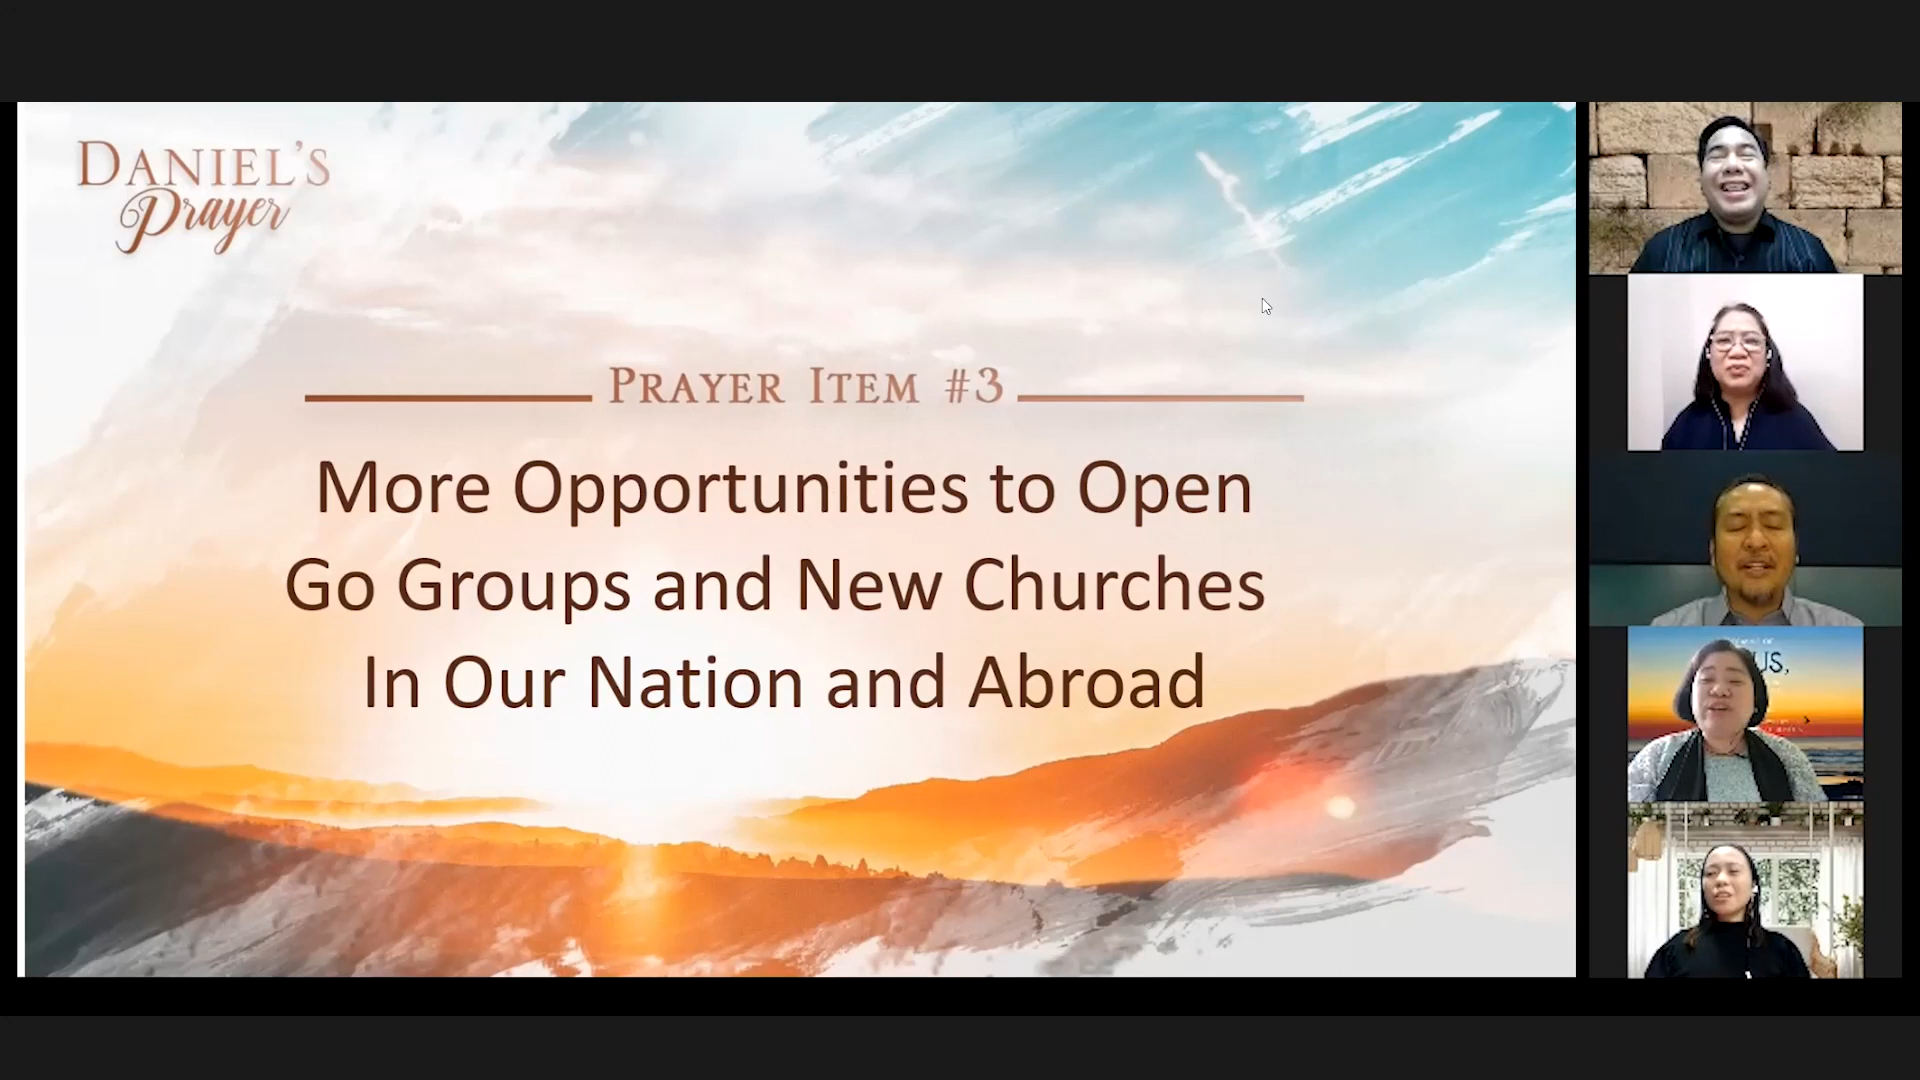 DANIEL'S
Prayer
PRAYER ITEM #3
More Opportunities to Open
Go Groups and New Churches
In Our Nation and Abroad
US,